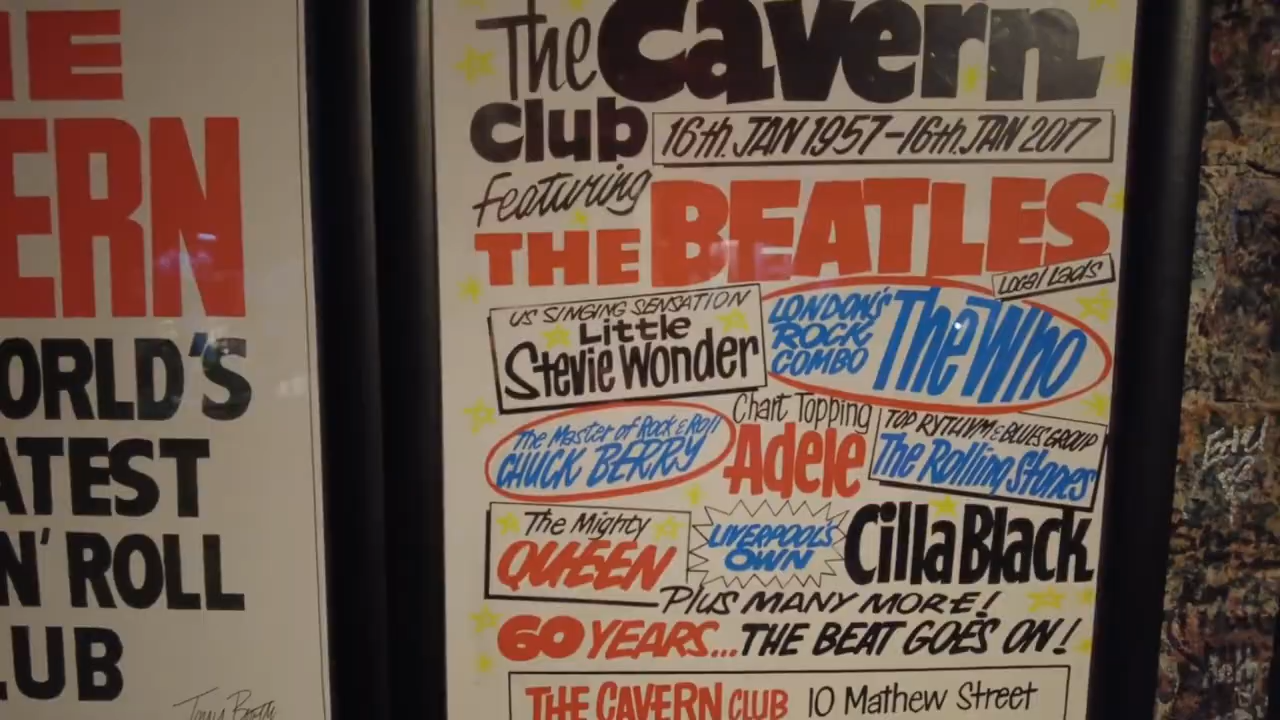 HE
ERN
ORLD'S
ATEST
N' ROLL
LUB
The Cavern
Club
16th. JAN 1957-16th. JAN 2017
Featuring
THE BEATLES
LOCAL LADS
US SINGING SENSATION
Little
Stevie Wonder
LONDON'S
ROCK
COMBO
The Who
The Master of Rock & Roll
CHUCK BERRY
Chart Topping
Adele
TOP RYTHYM & BLUES GROUP
The Rolling Stones
The Mighty
QUEEN
LIVERPOOL'S
OWN
Cilla Black
Plus MANY MORE!
60 YEARS...THE BEAT GOES ON!
THE CAVERN CLUB 10 Mathew Street